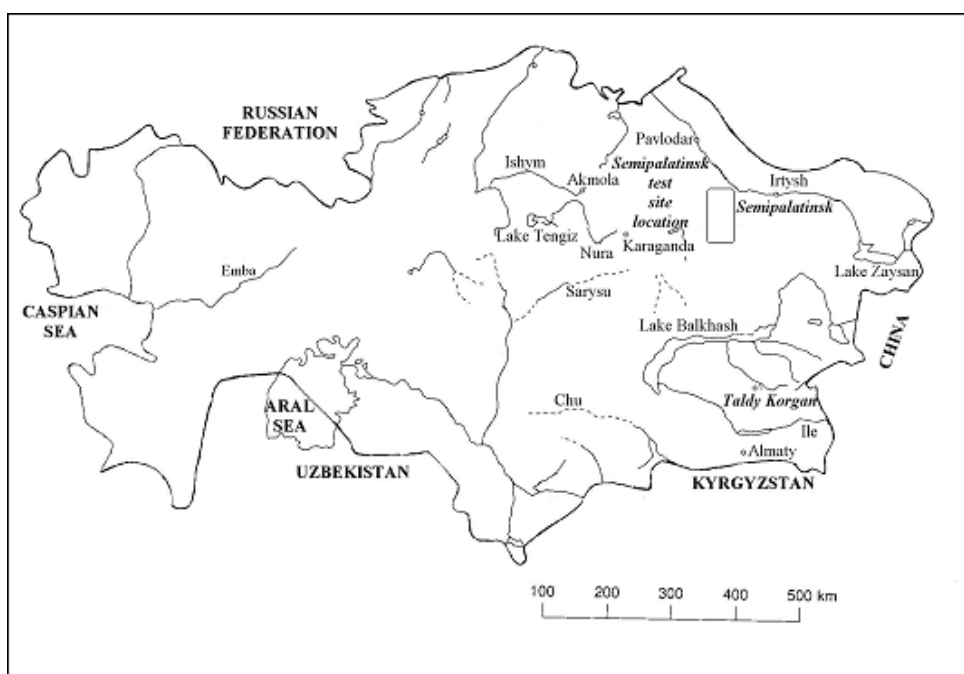 RUSSIAN
FEDERATION
Pavlodar
Ishym
Semipalatinsk
test
site
location
Akmola
Irtysh
Semipalatinsk
Lake Tengiz
Nura
Karaganda
Lake Zaysan
Emba
Sarysu
CASPIAN
SEA
Lake Balkhash
CHINA
ARAL
SEA
Chu
Taldy Korgan
Ile
Almaty
UZBEKISTAN
KYRGYZSTAN
100 200 300 400 500 km